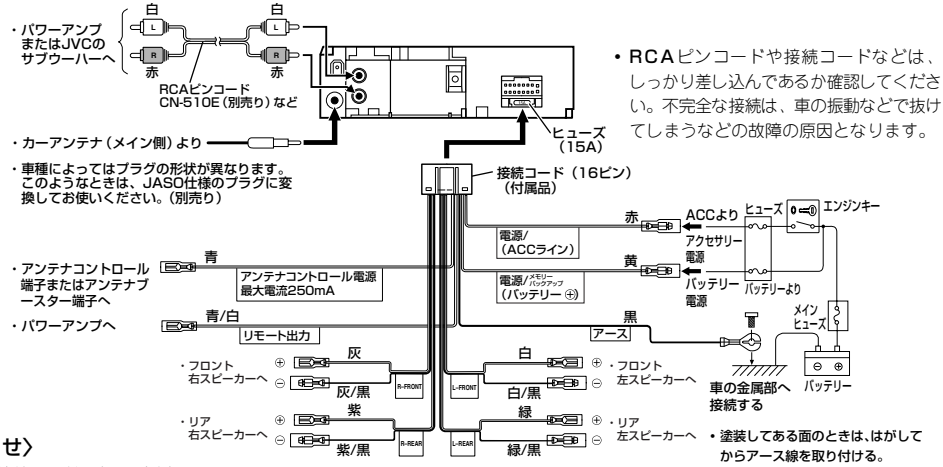 白
白
・パワーアンプ
またはJVCの
サブウーハーへ
L
L
R
R
赤
赤
RCAピンコード
CN-510E（別売り）など
・RCAピンコードや接続コードなどは、
しっかり差し込んであるか確認してくださ
い。不完全な接続は、車の振動などで抜け
てしまうなどの故障の原因となります。
ヒューズ
（15A）
・カーアンテナ（メイン側）より
・車種によってはプラグの形状が異なります。
このようなときは、JASO仕様のプラグに変
換してお使いください。（別売り）
接続コード（16ピン）
（付属品）
赤
電源/
（ACCライン）
ACCより
アクセサリー
電源
ヒューズ
エンジンキー
黄
電源/メモリーバックアップ
（バッテリー⊕）
バッテリー
電源
バッテリーより
メイン
ヒューズ
・アンテナコントロール
端子またはアンテナブ
ースター端子へ
青
アンテナコントロール電源
最大電流250mA
・パワーアンプへ
青/白
リモート出力
黒
アース
車の金属部へ
接続する
⊖ ⊕
バッテリー
・フロント
右スピーカーへ
⊕
灰
⊖
灰/黒
R-FRONT
L-FRONT
白
⊕
白/黒
⊖
・フロント
左スピーカーへ
・リア
右スピーカーへ
⊕
紫
⊖
紫/黒
R-REAR
L-REAR
緑
⊕
緑/黒
⊖
・リア
左スピーカーへ
・塗装してある面のときは、はがして
からアース線を取り付ける。
せ〉